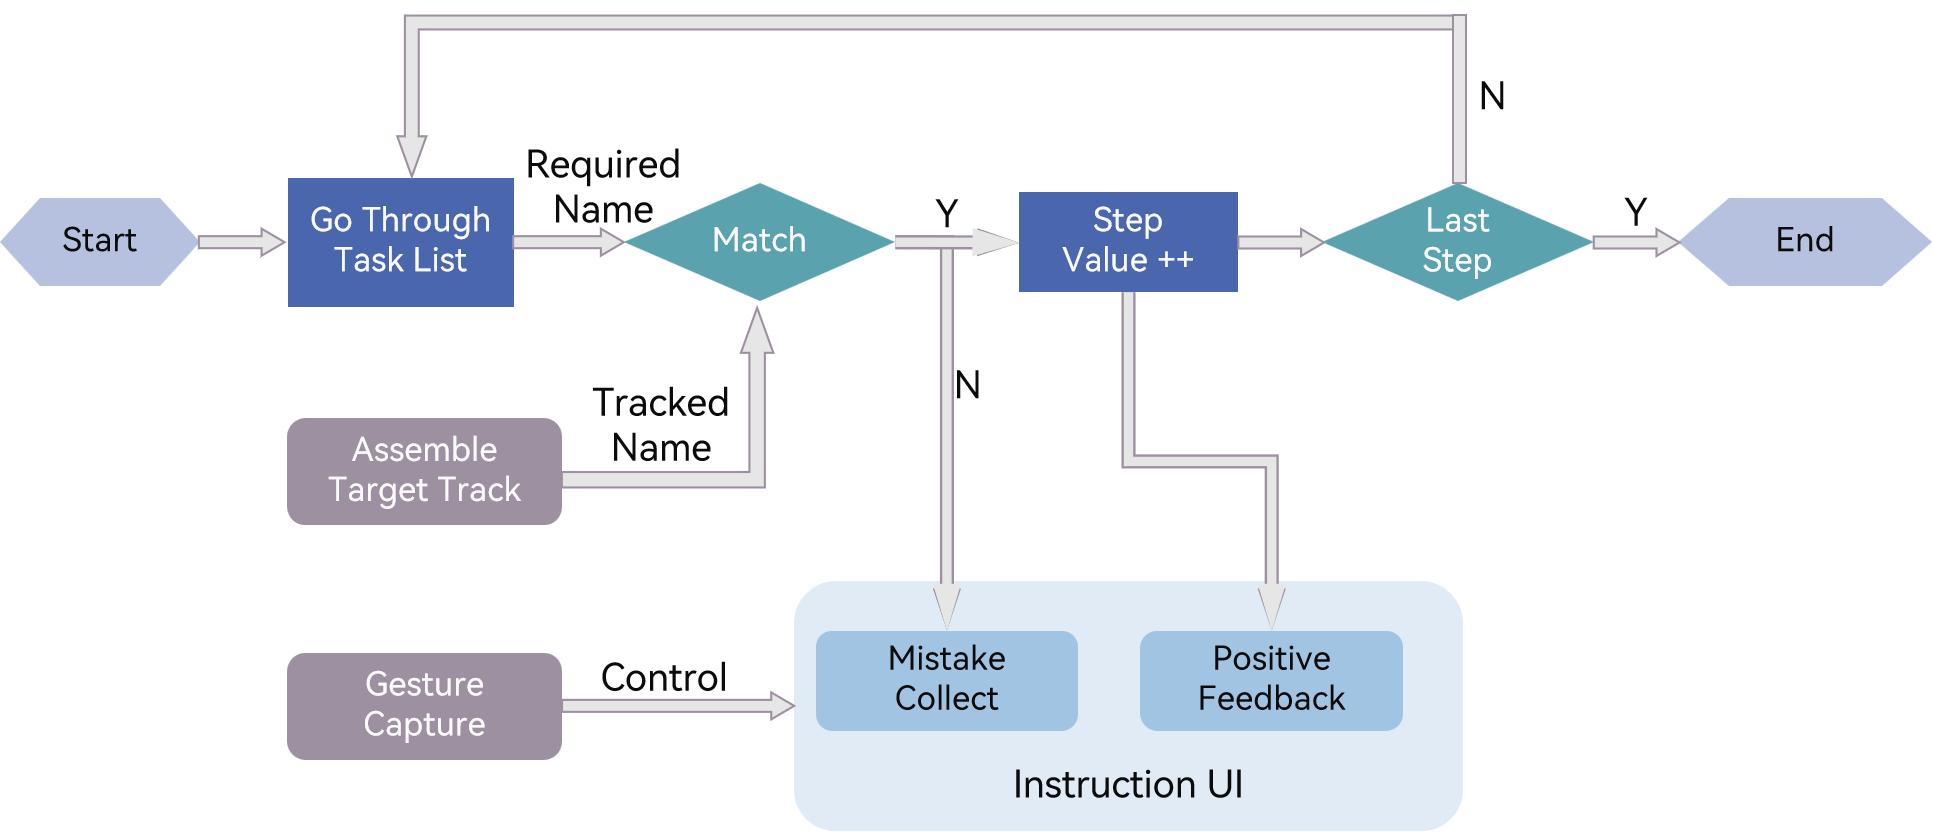 N
Required
Name
Start
Go Through
Task List
Match
Y
Step
Value ++
Last
Step
Y
End
N
Tracked
Name
Assemble
Target Track
Gesture
Capture
Control
Mistake
Collect
Positive
Feedback
Instruction UI